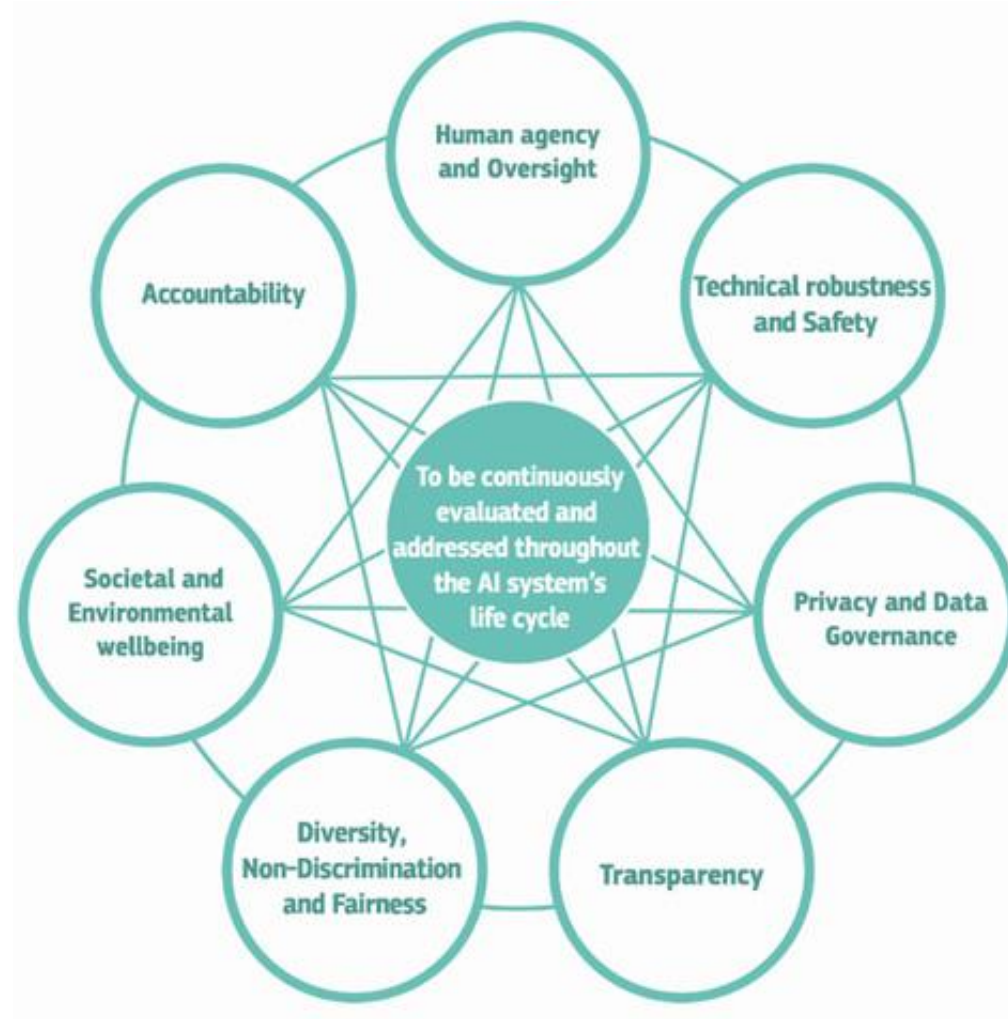 Human agency
and Oversight
Technical robustness
and Safety
Privacy and Data
Governance
Transparency
Diversity,
Non-Discrimination
and Fairness
Societal and
Environmental
wellbeing
Accountability
To be continuously
evaluated and
addressed throughout
the AI system's
life cycle